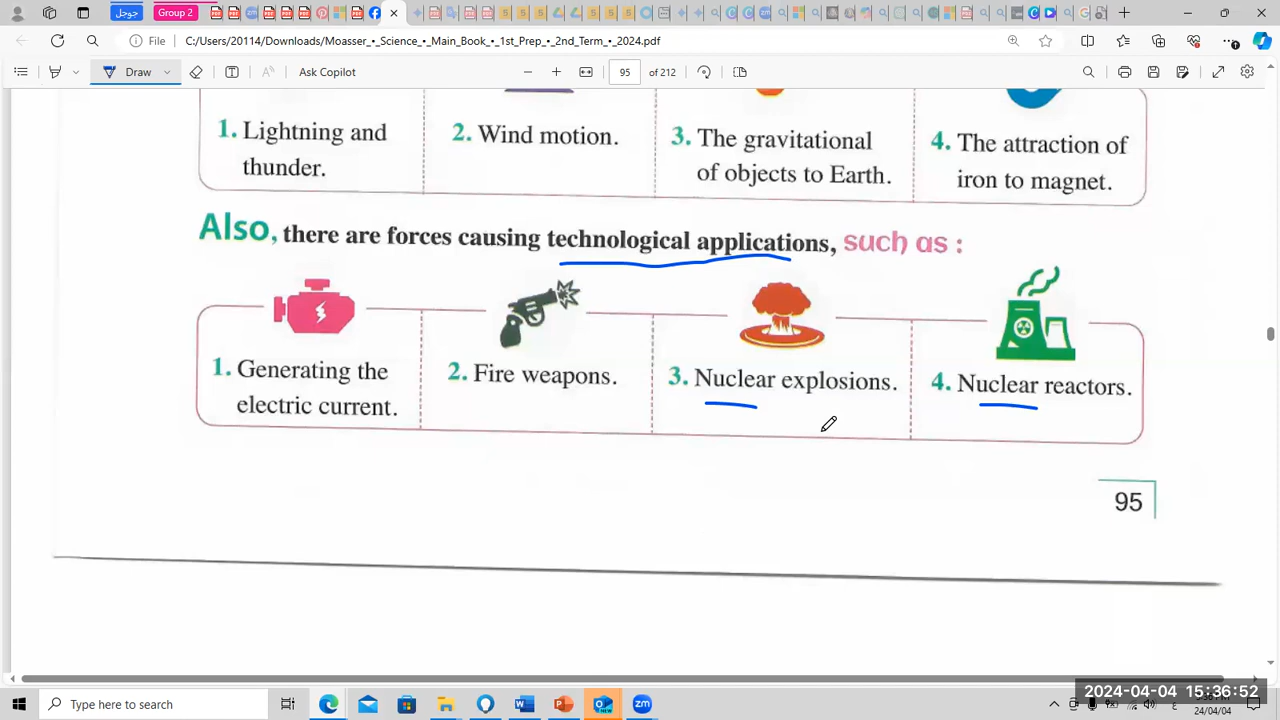 جوجل
Group 2
File
C:/Users/20114/Downloads/Moasser_•_Science_•_Main_Book_•_1st_Prep_•_2nd_Term_•_2024.pdf
Draw
Ask Copilot
95
of 212
1. Lightning and
thunder.
2. Wind motion.
3. The gravitational
of objects to Earth.
4. The attraction of
iron to magnet.
Also, there are forces causing technological applications, such as :
1. Generating the
electric current.
2. Fire weapons.
3. Nuclear explosions.
4. Nuclear reactors.
95
2024-04-04 15:36:52
Type here to search
24/04/04